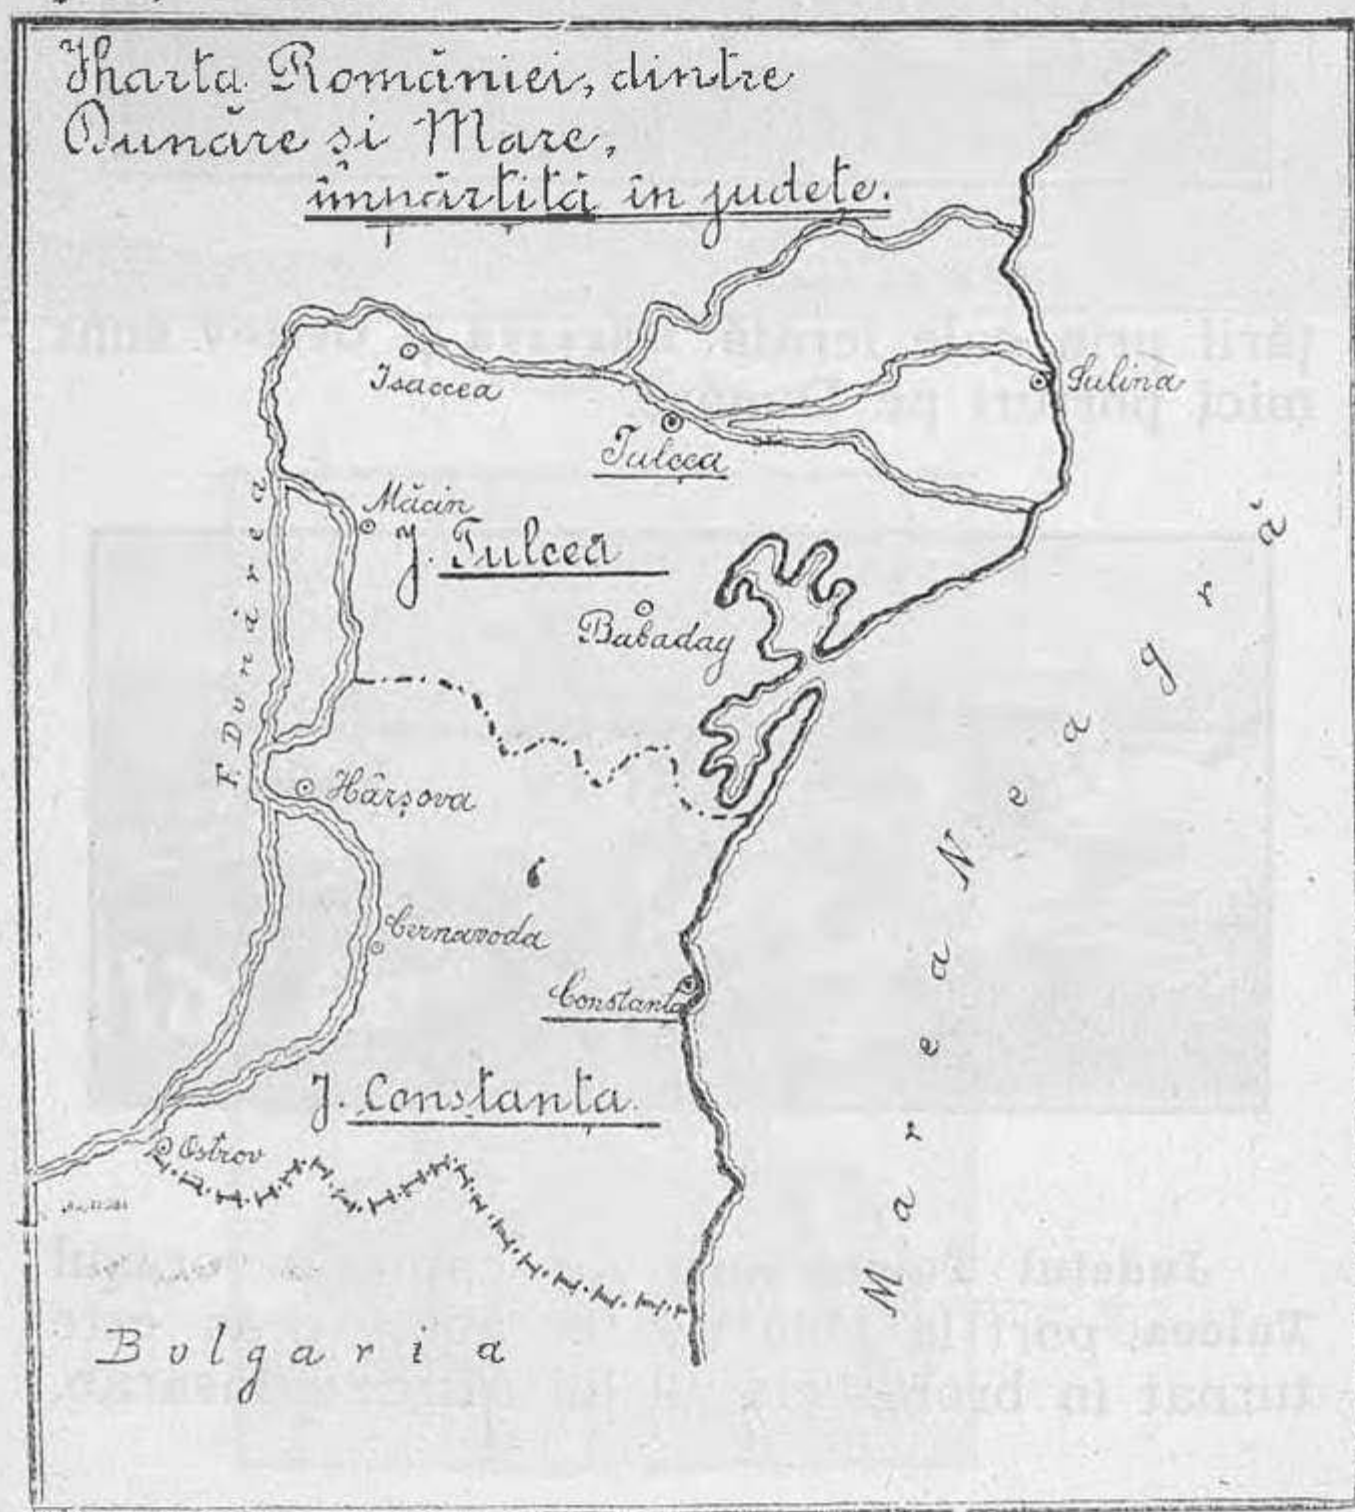 Harta României, dintre
Dunăre și Mare,
împărțită în județe.
Isaccea
Sulina
Tulcea
Măcin
J. Tulcea
Babadag
F. Dunărea
Hârșova
Cernavoda
Constanța
J. Constanța.
Ostrov
Bulgaria
Marea Neagră